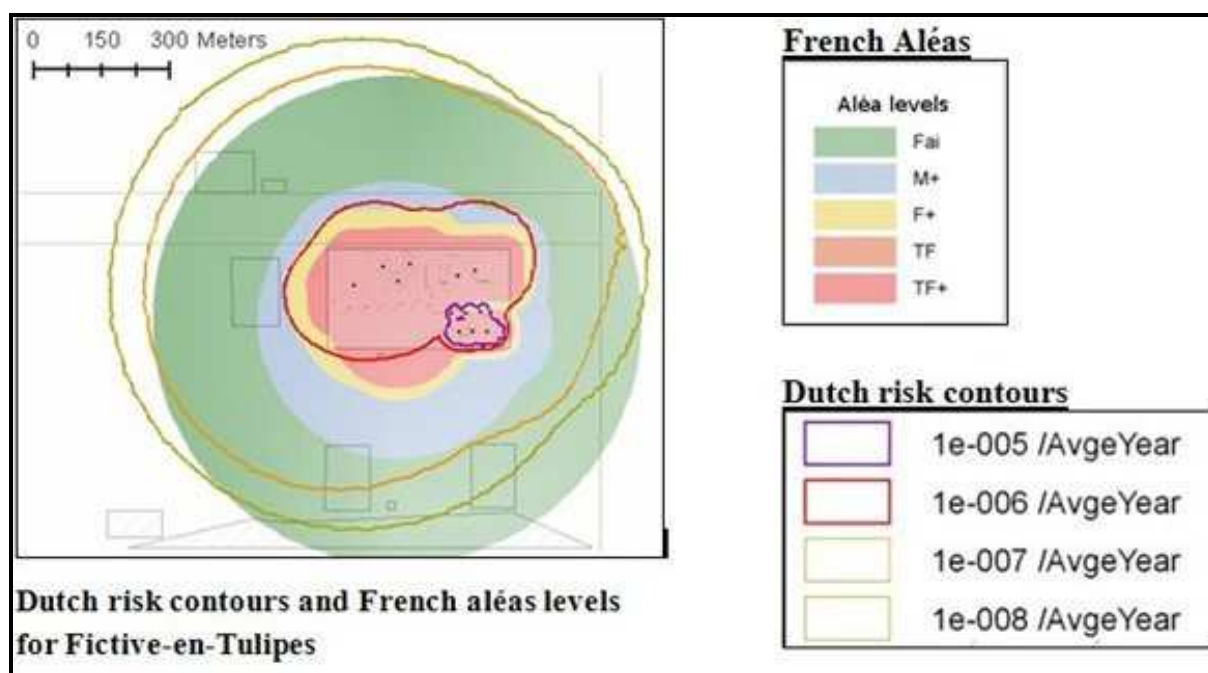 0 150 300 Meters
Dutch risk contours and French aléas levels
for Fictive-en-Tulipes
French Aléas
Aléa levels
Fai
M+
F+
TF
TF+
Dutch risk contours
1e-005 /AvgeYear
1e-006 /AvgeYear
1e-007 /AvgeYear
1e-008 /AvgeYear